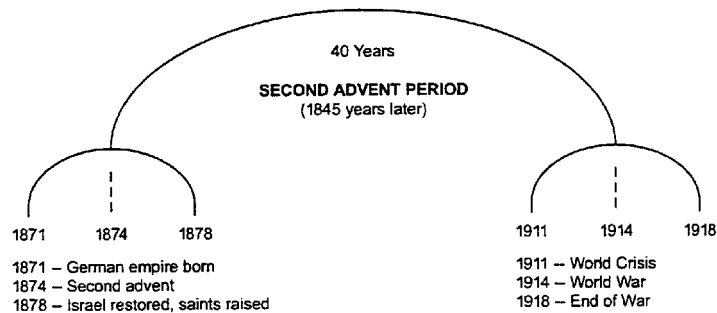 40 Years
SECOND ADVENT PERIOD
(1845 years later)
1871 1874 1878
1911 1914 1918
1871 – German empire born
1874 – Second advent
1878 – Israel restored, saints raised
1911 – World Crisis
1914 – World War
1918 – End of War